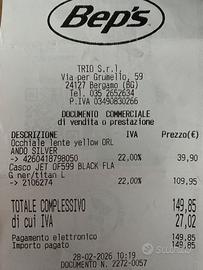 Bep's
TRIO S.r.l.
Via per Grumello, 59
24127 Bergamo (BG)
Tel. 035 2652634
P.IVA 03490830266
DOCUMENTO COMMERCIALE
di vendita o prestazione
DESCRIZIONE IVA Prezzo(€)
Occhiale lente yellow ORL
ANDO SILVER
→ 4260418798050 22,00% 39,90
Casco JET OF599 BLACK FLA
G ner/titan L
→ 2106274 22,00% 109,95
TOTALE COMPLESSIVO 149,85
di cui IVA 27,02
Pagamento elettronico 149,85
Importo pagato 149,85
28-02-2026 10:19
DOCUMENTO N. 2272-0057
subito